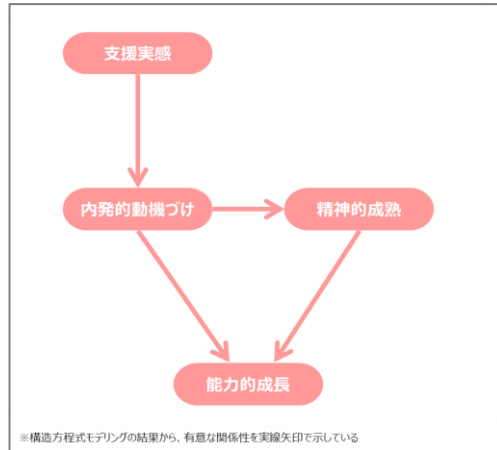 支援実感
内発的動機づけ
精神的成熟
能力的成長
※構造方程式モデリングの結果から、有意な関係性を実線矢印で示している